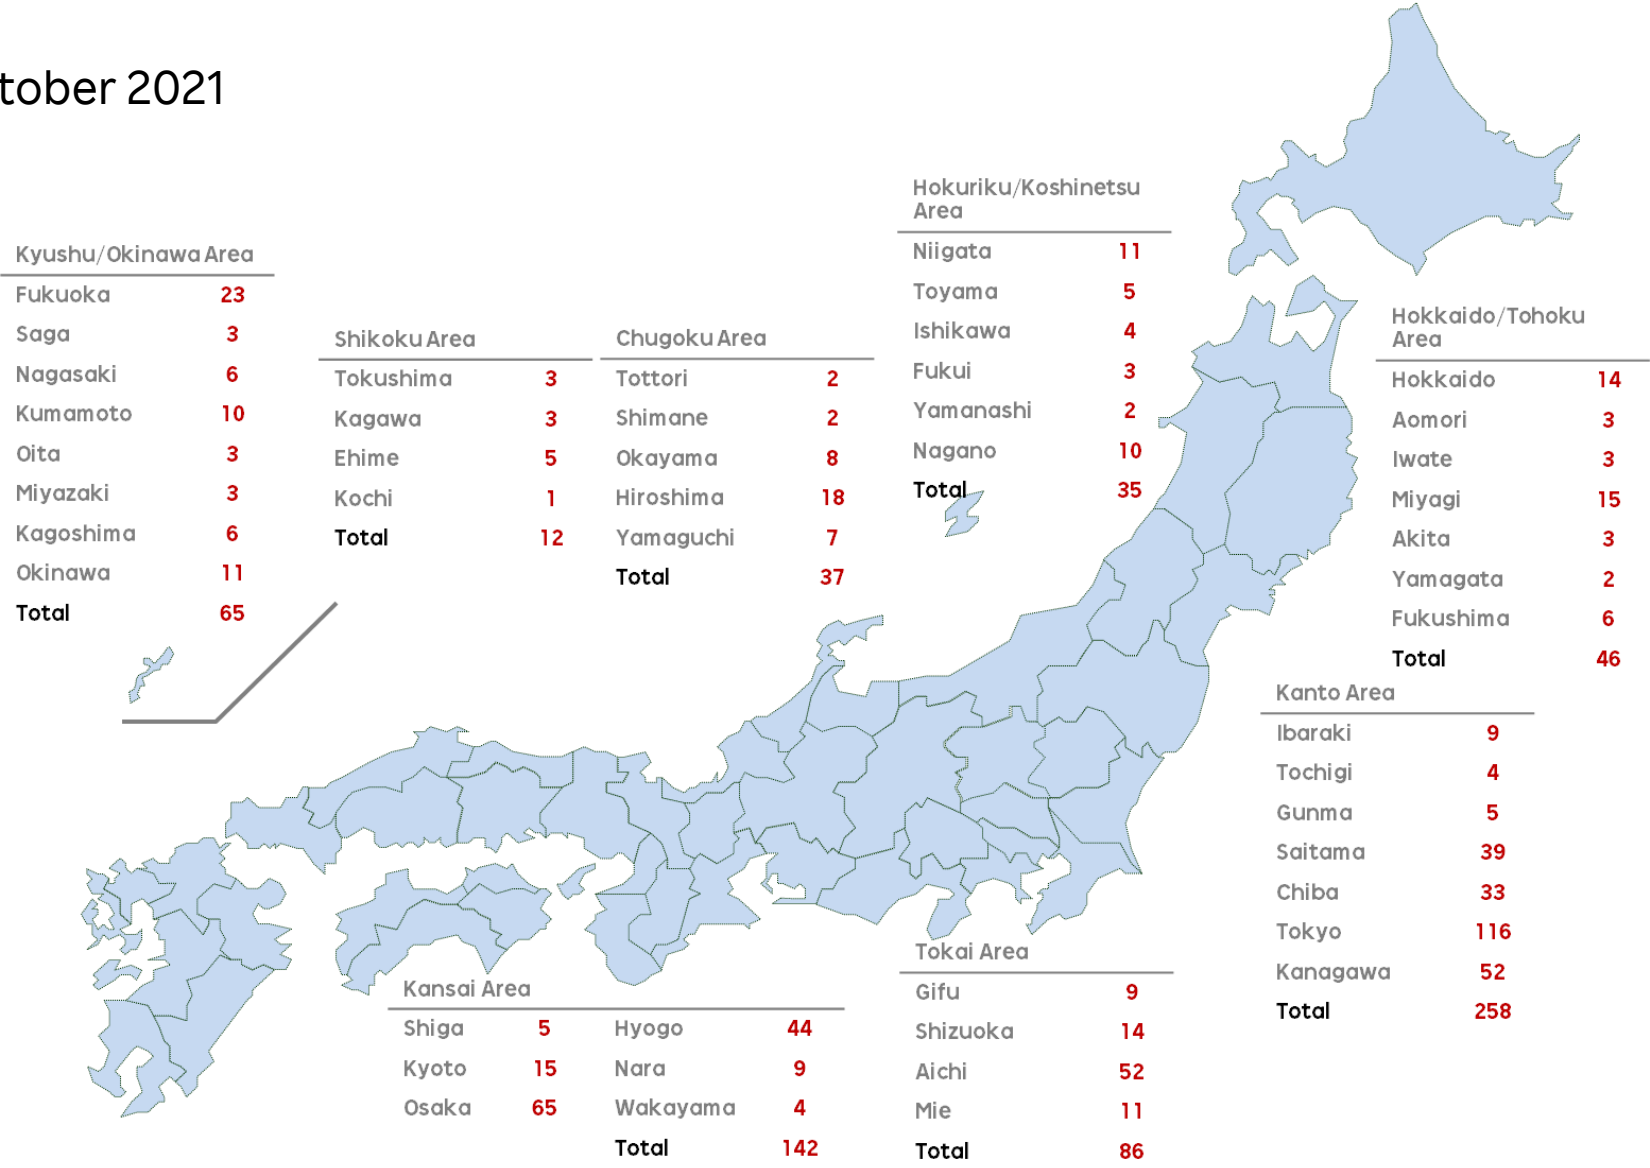 tober 2021
Kyushu/Okinawa Area
Fukuoka 23
Saga 3
Nagasaki 6
Kumamoto 10
Oita 3
Miyazaki 3
Kagoshima 6
Okinawa 11
Total 65
Shikoku Area
Tokushima 3
Kagawa 3
Ehime 5
Kochi 1
Total 12
Chugoku Area
Tottori 2
Shimane 2
Okayama 8
Hiroshima 18
Yamaguchi 7
Total 37
Hokuriku/Koshinetsu
Area
Niigata 11
Toyama 5
Ishikawa 4
Fukui 3
Yamanashi 2
Nagano 10
Total 35
Hokkaido/Tohoku
Area
Hokkaido 14
Aomori 3
Iwate 3
Miyagi 15
Akita 3
Yamagata 2
Fukushima 6
Total 46
Kanto Area
Ibaraki 9
Tochigi 4
Gunma 5
Saitama 39
Chiba 33
Tokyo 116
Kanagawa 52
Total 258
Tokai Area
Gifu 9
Shizuoka 14
Aichi 52
Mie 11
Total 86
Kansai Area
Shiga 5 Hyogo 44
Kyoto 15 Nara 9
Osaka 65 Wakayama 4
Total 142